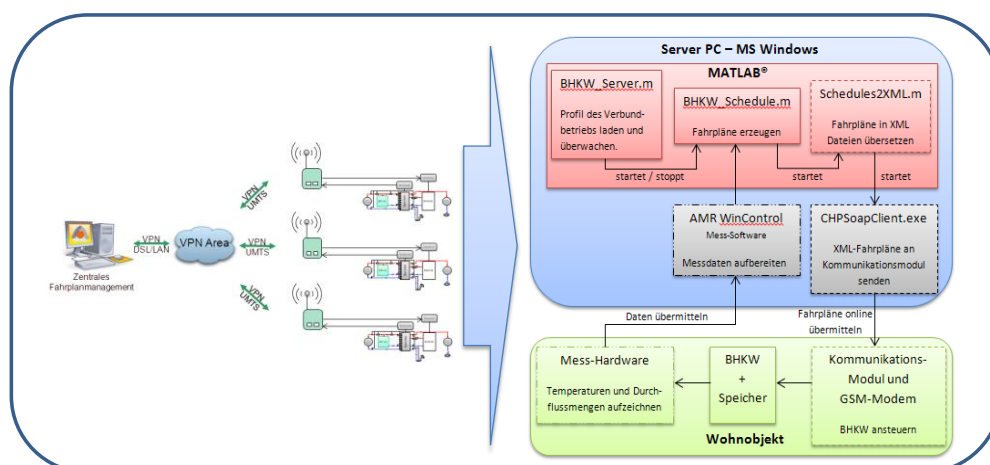 Zentrales
Fahrplanmanagement
VPN
DSL/LAN
VPN Area
VPN
UMTS
VPN
UMTS
VPN
UMTS
Server PC – MS Windows
MATLAB®
BHKW_Server.m
Profil des Verbund-
betriebs laden und
überwachen.
BHKW_Schedule.m
Fahrpläne erzeugen
Schedules2XML.m
Fahrpläne in XML
Dateien übersetzen
startet / stoppt
startet
startet
AMR WinControl
Mess-Software
Messdaten aufbereiten
CHPSoapClient.exe
XML-Fahrpläne an
Kommunikationsmodul
senden
Daten übermitteln
Fahrpläne online
übermitteln
Mess-Hardware
Temperaturen und Durch-
flussmengen aufzeichnen
BHKW
+
Speicher
Kommunikations-
Modul und
GSM-Modem
BHKW ansteuern
Wohnobjekt